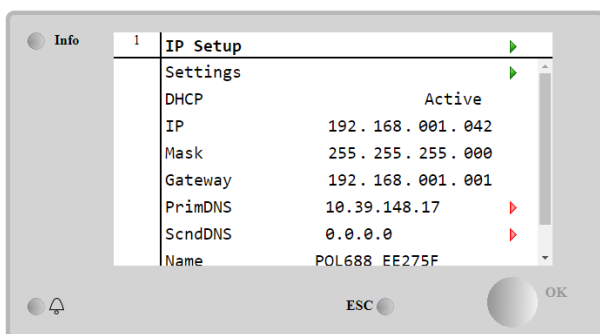 Info
1 IP Setup
Settings
DHCP Active
IP 192.168.001.042
Mask 255.255.255.000
Gateway 192.168.001.001
PrimDNS 10.39.148.17
ScndDNS 0.0.0.0
Name POL688_EE275F
ESC
OK